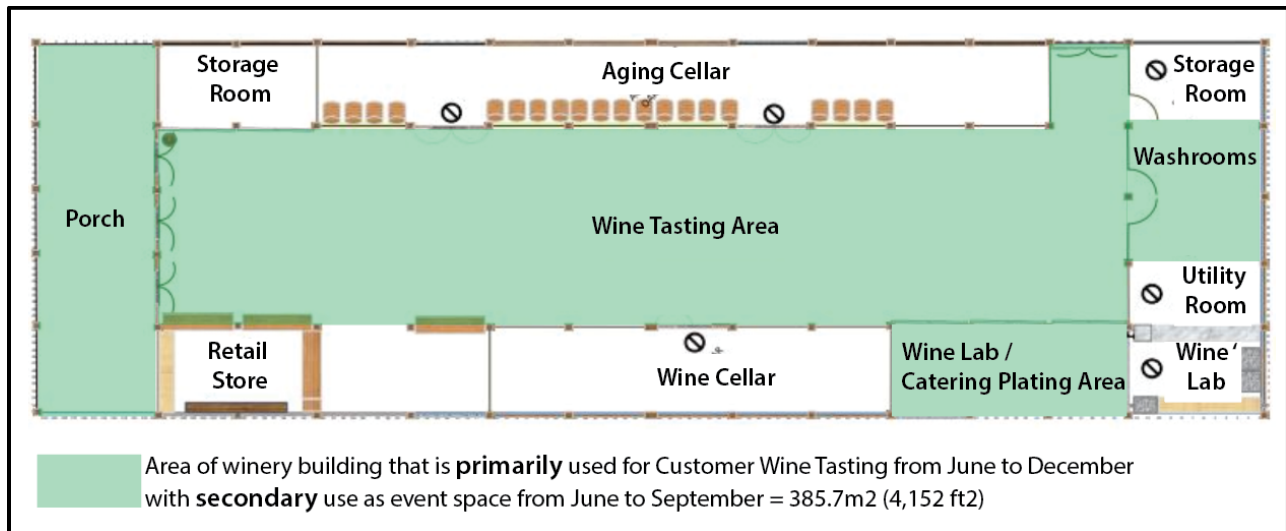 Storage
Room
Aging Cellar
Storage
Room
Washrooms
Porch
Wine Tasting Area
Utility
Room
Retail
Store
Wine Cellar
Wine Lab /
Catering Plating Area
Wine‘
Lab
Area of winery building that is primarily used for Customer Wine Tasting from June to December
with secondary use as event space from June to September = 385.7m2 (4,152 ft2)